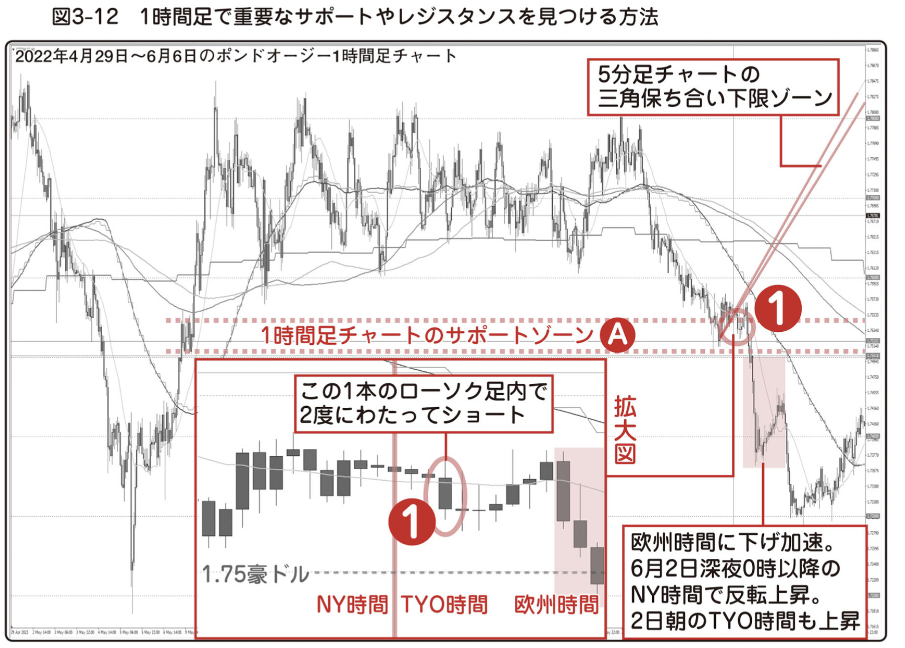 図3-12　1時間足で重要なサポートやレジスタンスを見つける方法
2022年4月29日～6月6日のポンドオージー1時間足チャート
5分足チャートの
三角保ち合い下限ゾーン
1
1時間足チャートのサポートゾーン A
この1本のローソク足内で
2度にわたってショート
拡大図
1
1.75豪ドル
NY時間
TYO時間
欧州時間
欧州時間に下げ加速。
6月2日深夜0時以降の
NY時間で反転上昇。
2日朝のTYO時間も上昇